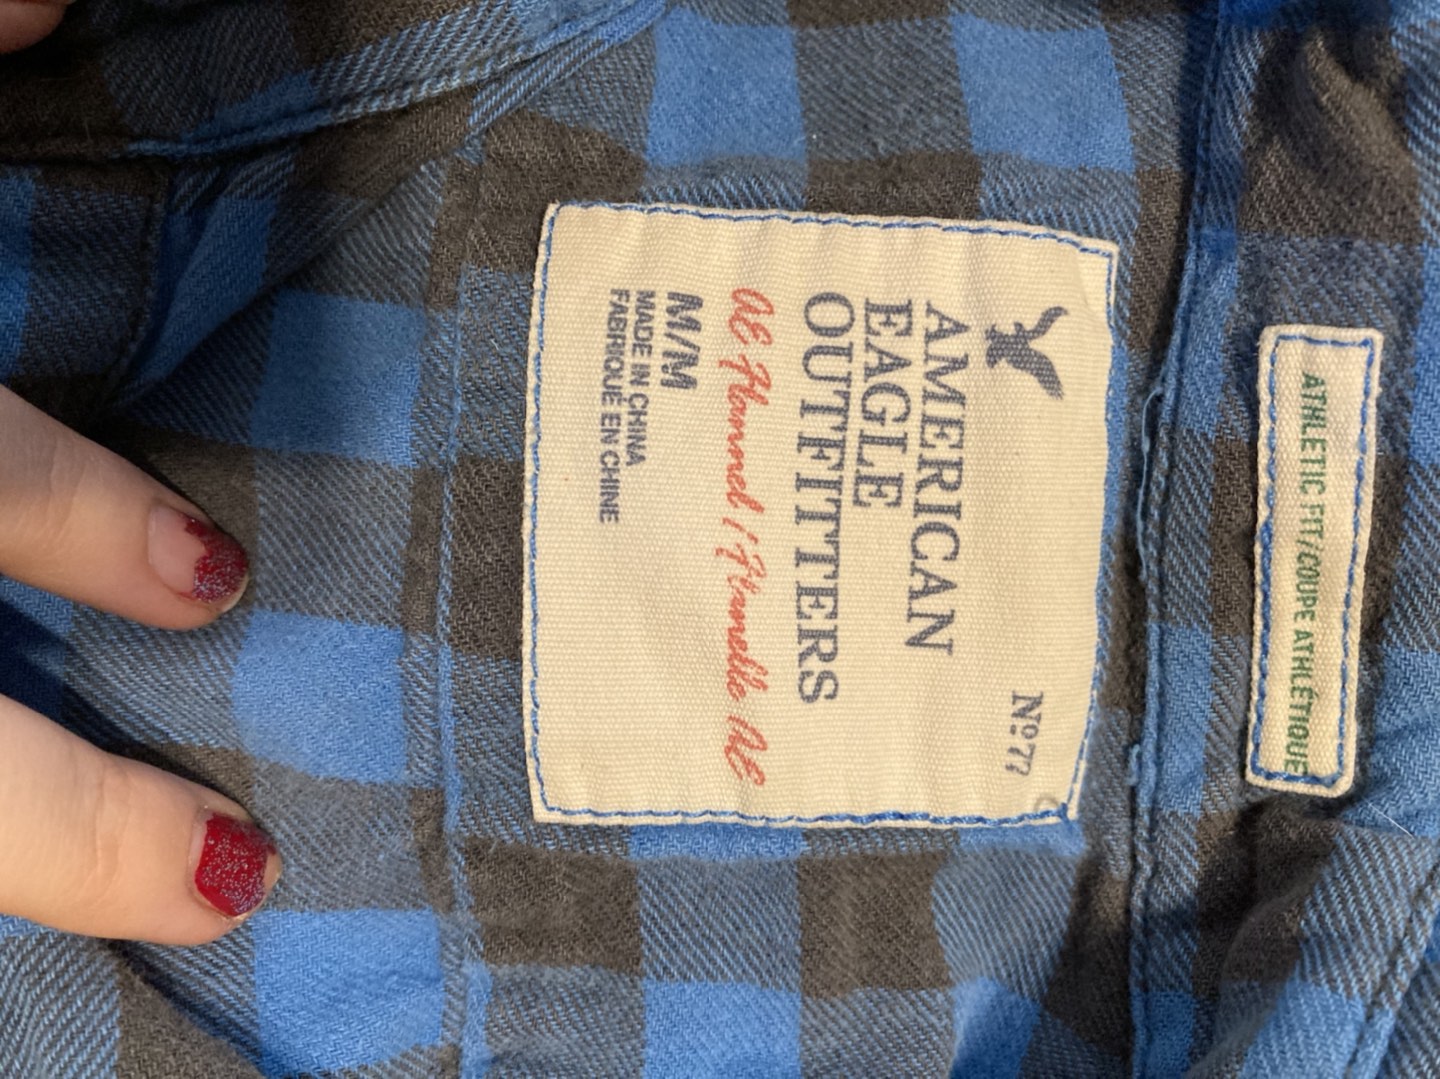 ATHLETIC FIT/COUPE ATHLÉTIQUE
Nº77
AMERICAN
EAGLE
OUTFITTERS
AE Flannel / Flanelle AE
M/M
MADE IN CHINA
FABRIQUÉ EN CHINE